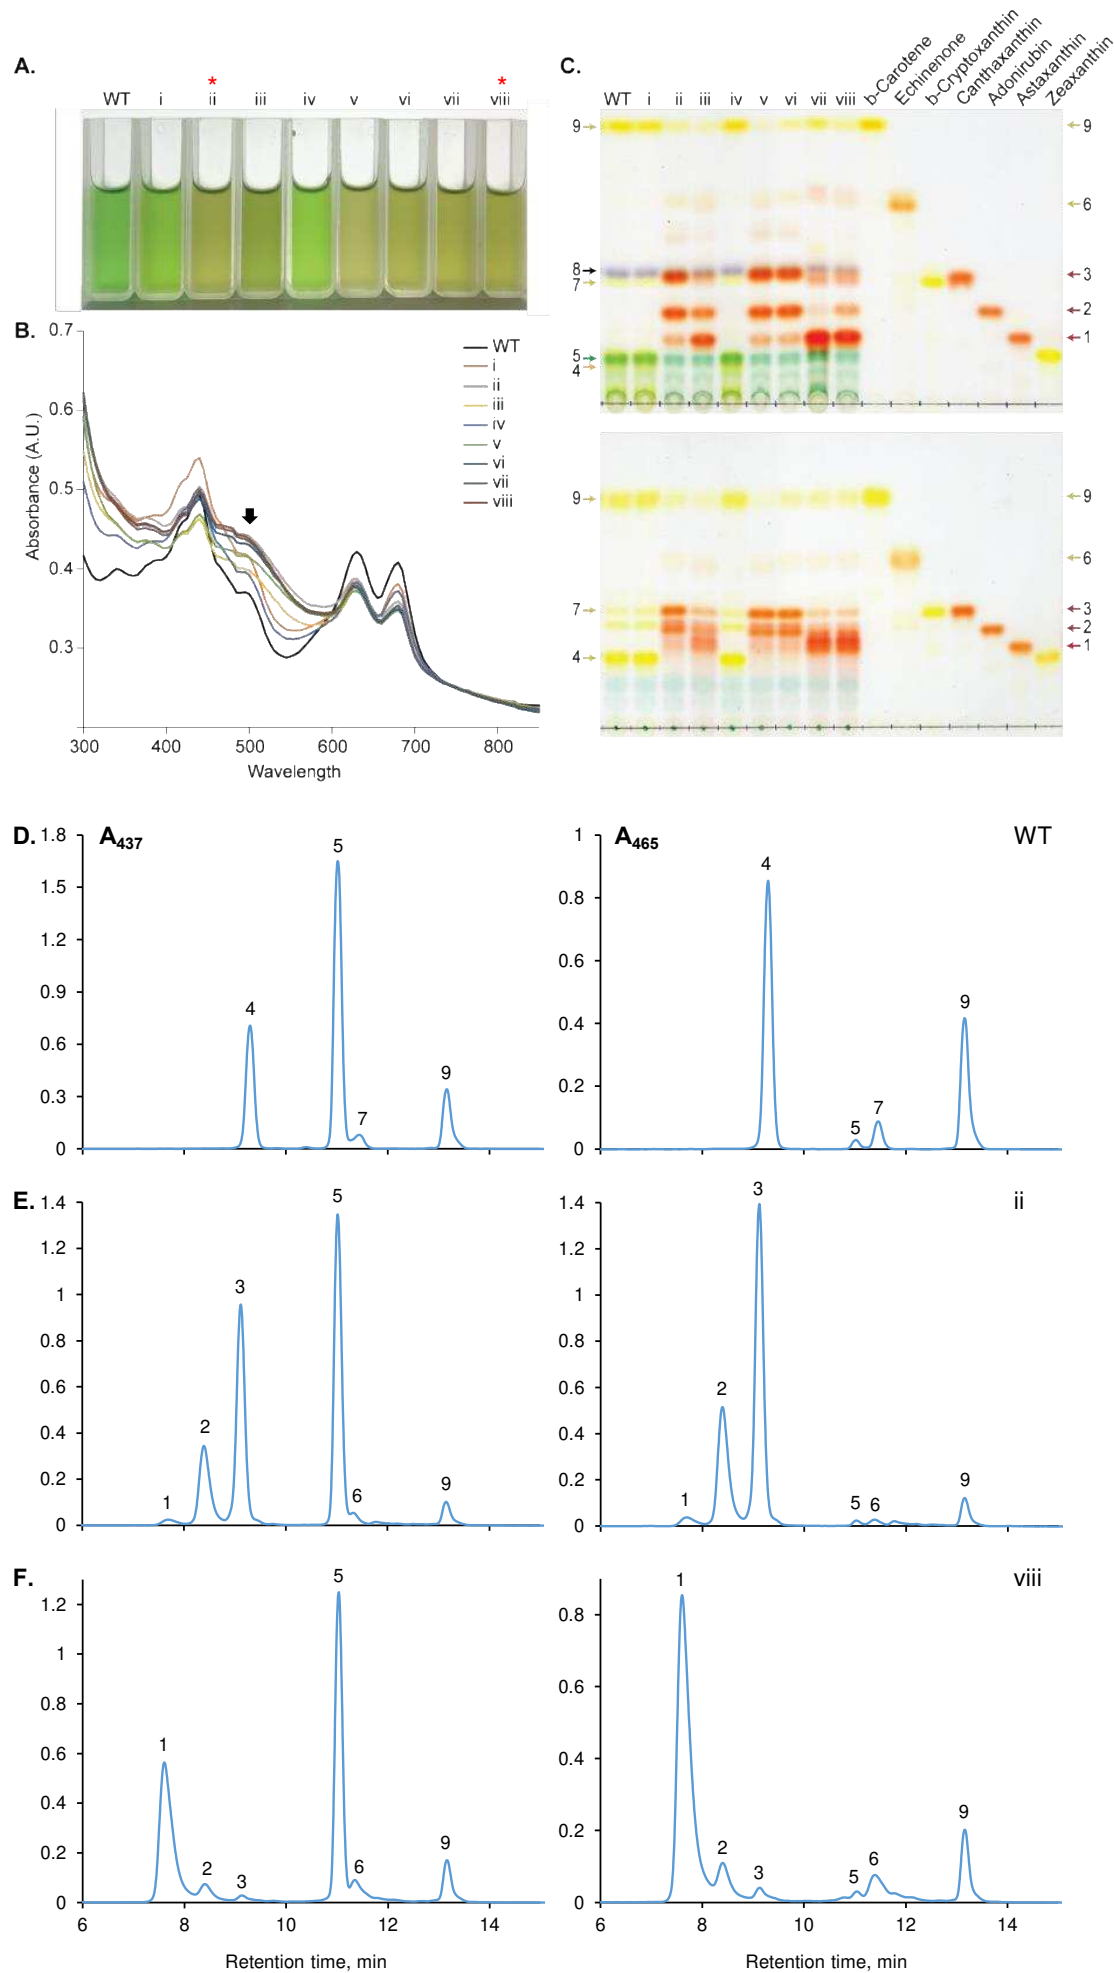 A.
* *
WT i ii iii iv v vi vii viii
B.
0.7
0.6
0.5
0.4
0.3
Absorbance (A.U.)
WT
i
ii
iii
iv
v
vi
vii
viii
300 400 500 600 700 800
Wavelength
C.
WT i ii iii iv v vi vii viii b-Carotene Echinenone b-Cryptoxanthin Canthaxanthin Adonirubin Astaxanthin Zeaxanthin
9 9
6
8 3
7
2
1
5
4
9 9
6
7 3
2
1
4
D. A437
1.8
1.5
1.2
0.9
0.6
0.3
0
4 5 7 9
A465 WT
1
0.8
0.6
0.4
0.2
0
4 5 7 9
E.
1.4
1.2
1
0.8
0.6
0.4
0.2
0
1 2 3 5 6 9
ii
1.4
1.2
1
0.8
0.6
0.4
0.2
0
1 2 3 5 6 9
F.
1.2
1
0.8
0.6
0.4
0.2
0
1 2 3 5 6 9
6 8 10 12 14
Retention time, min
viii
0.8
0.6
0.4
0.2
0
1 2 3 5 6 9
6 8 10 12 14
Retention time, min